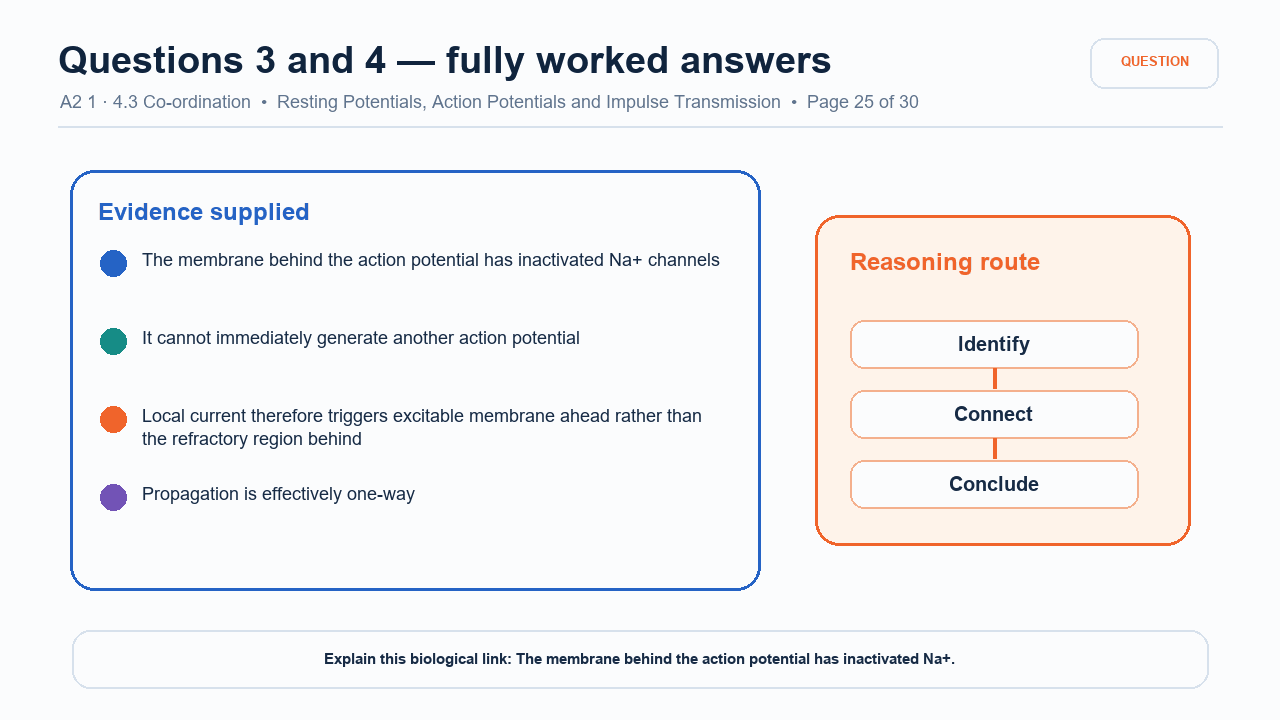 Questions 3 and 4 — fully worked answers
QUESTION
A2 1 · 4.3 Co-ordination • Resting Potentials, Action Potentials and Impulse Transmission • Page 25 of 30
Evidence supplied
The membrane behind the action potential has inactivated Na+ channels
It cannot immediately generate another action potential
Local current therefore triggers excitable membrane ahead rather than
the refractory region behind
Propagation is effectively one-way
Reasoning route
Identify
Connect
Conclude
Explain this biological link: The membrane behind the action potential has inactivated Na+.